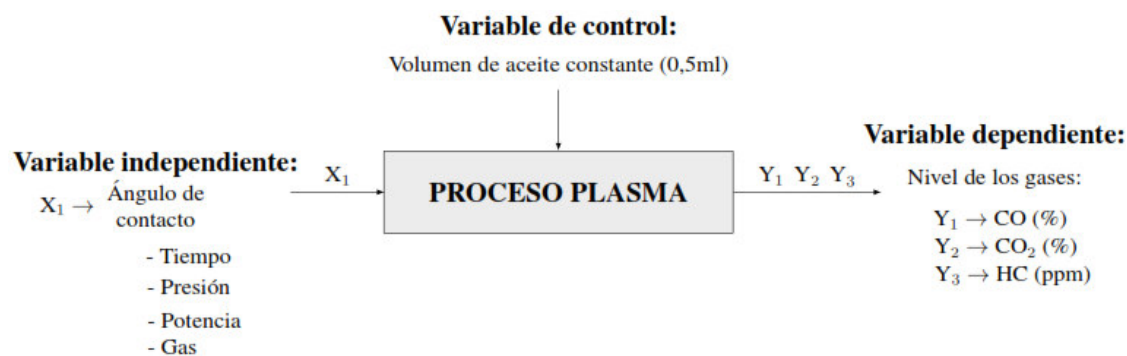 Variable de control:
Volumen de aceite constante (0,5ml)
Variable independiente:
X₁ → Ángulo de
contacto
- Tiempo
- Presión
- Potencia
- Gas
X₁
PROCESO PLASMA
Y₁ Y₂ Y₃
Variable dependiente:
Nivel de los gases:
Y₁ → CO (%)
Y₂ → CO₂ (%)
Y₃ → HC (ppm)